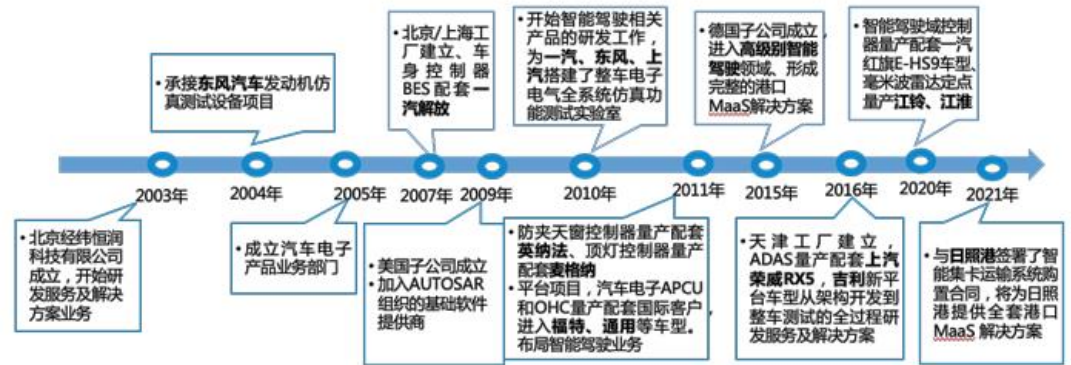 • 承接东风汽车发动机仿
真测试设备项目
• 北京/上海工
厂建立、车
身控制器
BES配套一
汽解放
• 开始智能驾驶相关
产品的研发工作，
为一汽、东风、上
汽搭建了整车电子
电气全系统仿真功
能测试实验室
• 德国子公司成立，
进入高级别智能
驾驶领域、形成
完整的港口
MaaS解决方案
• 智能驾驶域控制
器量产配套一汽
红旗E-HS9车型、
毫米波雷达定点
量产江铃、江淮
2003年
2004年
2005年
2007年
2009年
2010年
2011年
2015年
2016年
2020年
2021年
• 北京经纬恒润
科技有限公司
成立，开始研
发服务及解决
方案业务
• 成立汽车电子
产品业务部门
• 美国子公司成立
• 加入AUTOSAR
组织的基础软件
提供商
• 防夹天窗控制器量产配套
英纳法、顶灯控制器量产
配套麦格纳
• 平台项目，汽车电子APCU
和OHC量产配套国际客户，
进入福特、通用等车型。
布局智能驾驶业务
• 天津工厂建立，
ADAS量产配套上汽
荣威RX5，吉利新平
台车型从架构开发到
整车测试的全过程研
发服务及解决方案
• 与日照港签署了智
能集卡运输系统购
置合同，将为日照
港提供全套港口
MaaS 解决方案